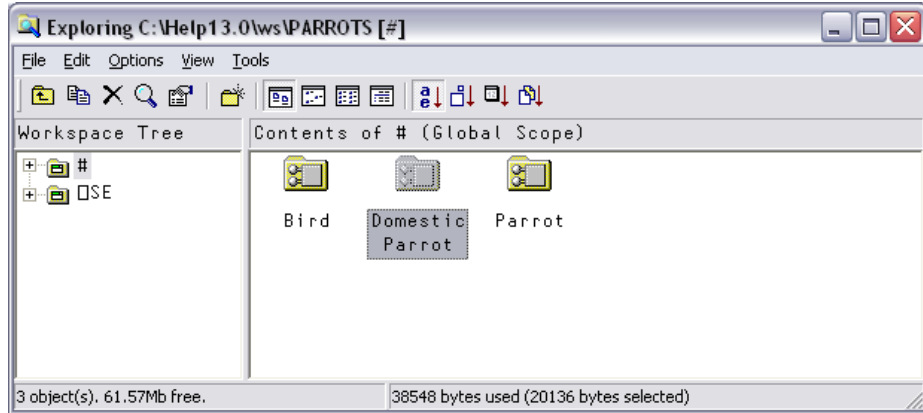 Exploring C:\Help13.0\ws\PARROTS [#]
File Edit Options View Tools
Workspace Tree
Contents of # (Global Scope)
#
⎕SE
Bird
Domestic
Parrot
Parrot
3 object(s). 61.57Mb free.
38548 bytes used (20136 bytes selected)